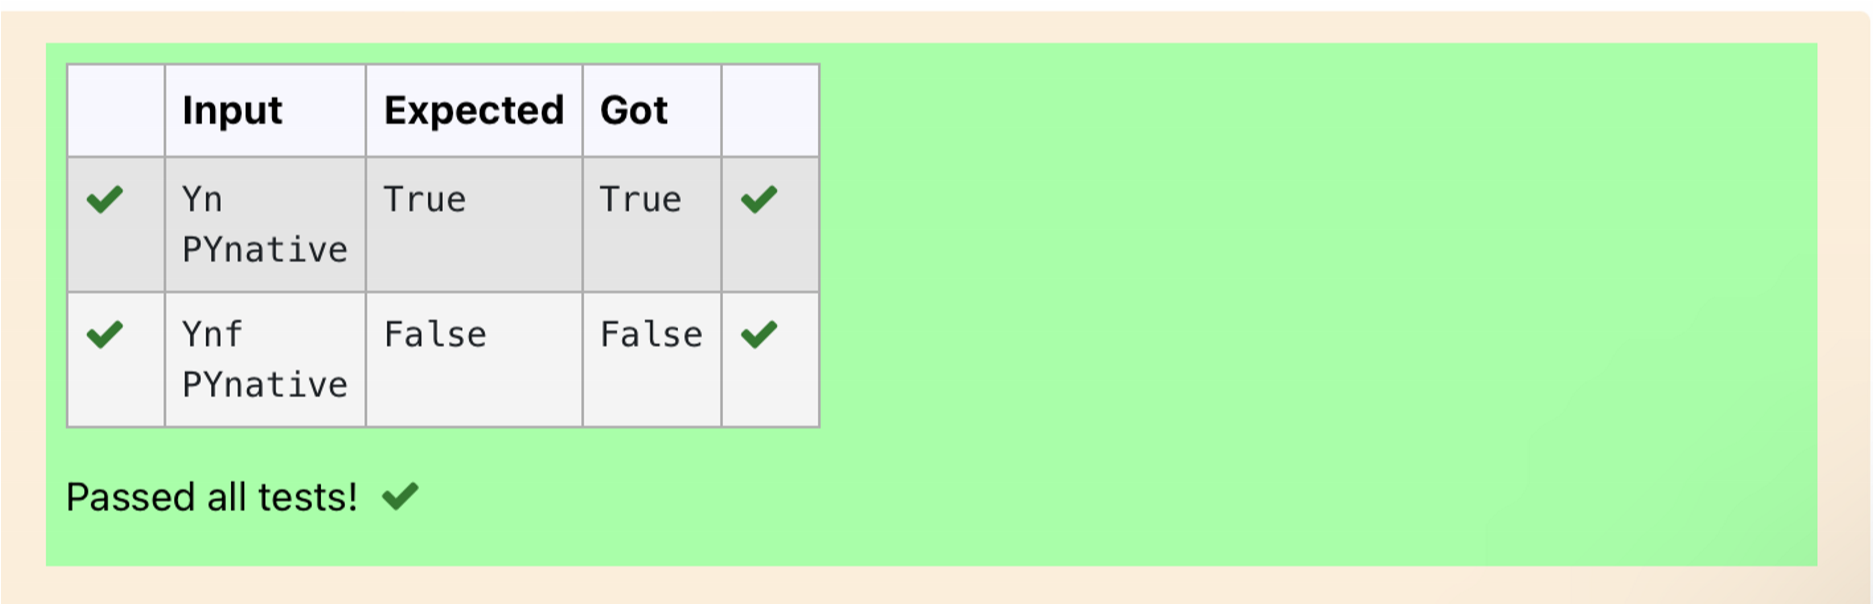 Input Expected Got
Yn True True
PYnative
Ynf False False
PYnative
Passed all tests!